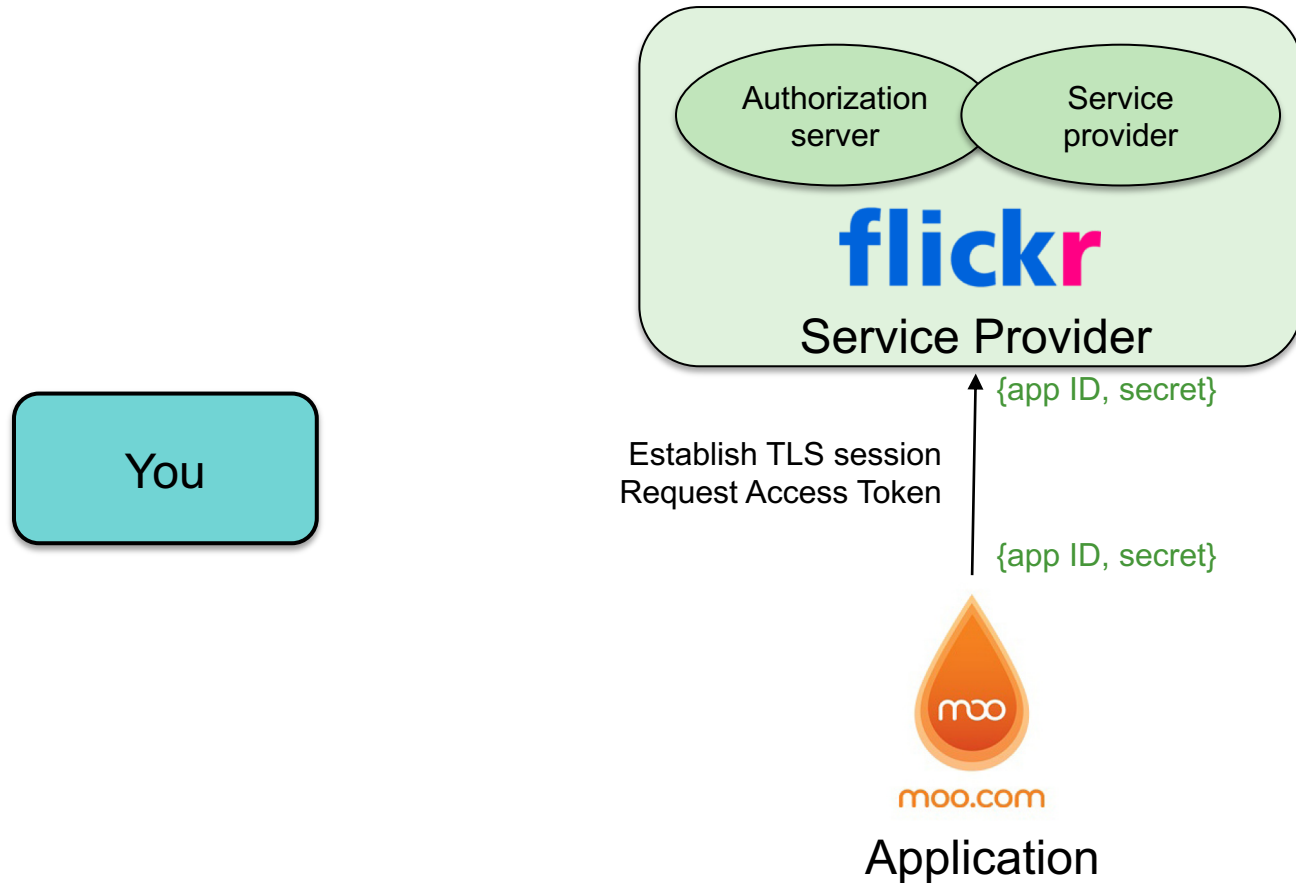 Authorization
server
Service
provider
flickr
Service Provider
{app ID, secret}
You
Establish TLS session
Request Access Token
{app ID, secret}
moo
moo.com
Application